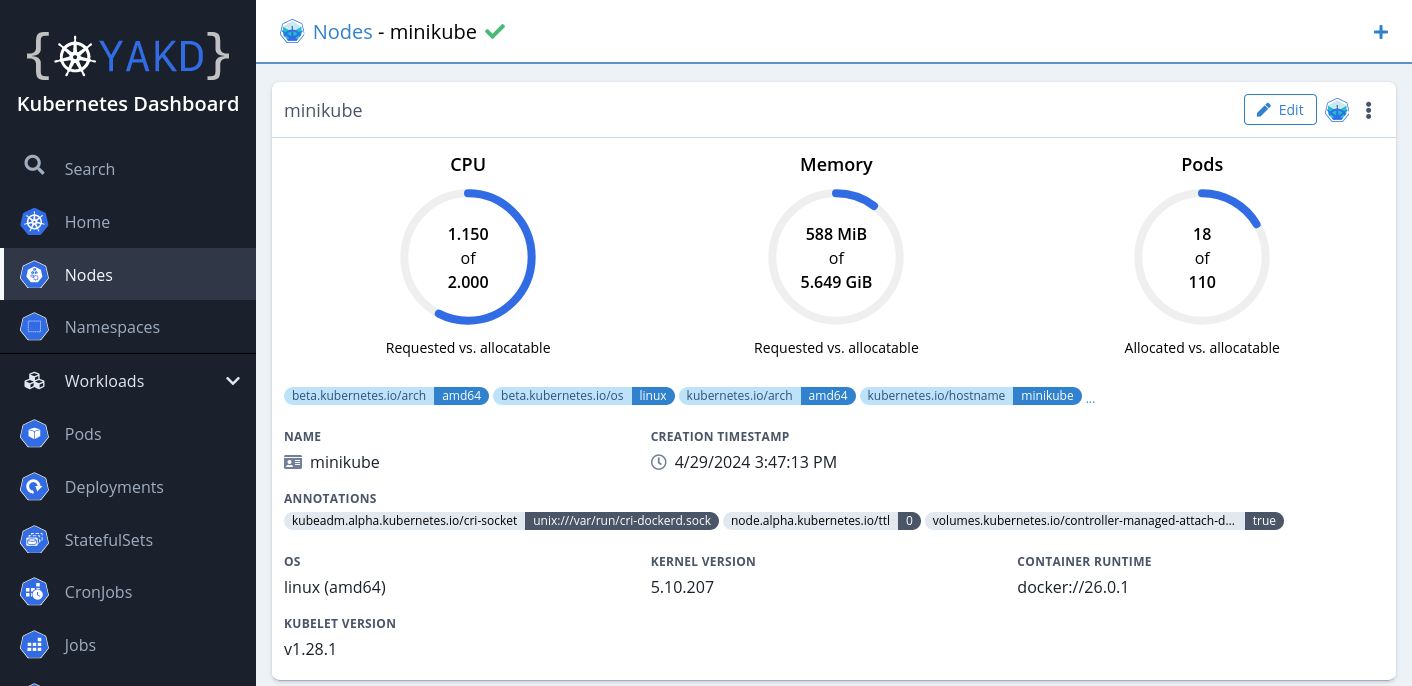 {YAKD}
Kubernetes Dashboard
Search
Home
Nodes
Namespaces
Workloads
Pods
Deployments
StatefulSets
CronJobs
Jobs
Nodes - minikube
minikube
Edit
CPU
1.150
of
2.000
Requested vs. allocatable
Memory
588 MiB
of
5.649 GiB
Requested vs. allocatable
Pods
18
of
110
Allocated vs. allocatable
beta.kubernetes.io/arch amd64 beta.kubernetes.io/os linux kubernetes.io/arch amd64 kubernetes.io/hostname minikube ...
NAME
minikube
CREATION TIMESTAMP
4/29/2024 3:47:13 PM
ANNOTATIONS
kubeadm.alpha.kubernetes.io/cri-socket unix:///var/run/cri-dockerd.sock node.alpha.kubernetes.io/ttl 0 volumes.kubernetes.io/controller-managed-attach-d... true
OS
linux (amd64)
KERNEL VERSION
5.10.207
CONTAINER RUNTIME
docker://26.0.1
KUBELET VERSION
v1.28.1